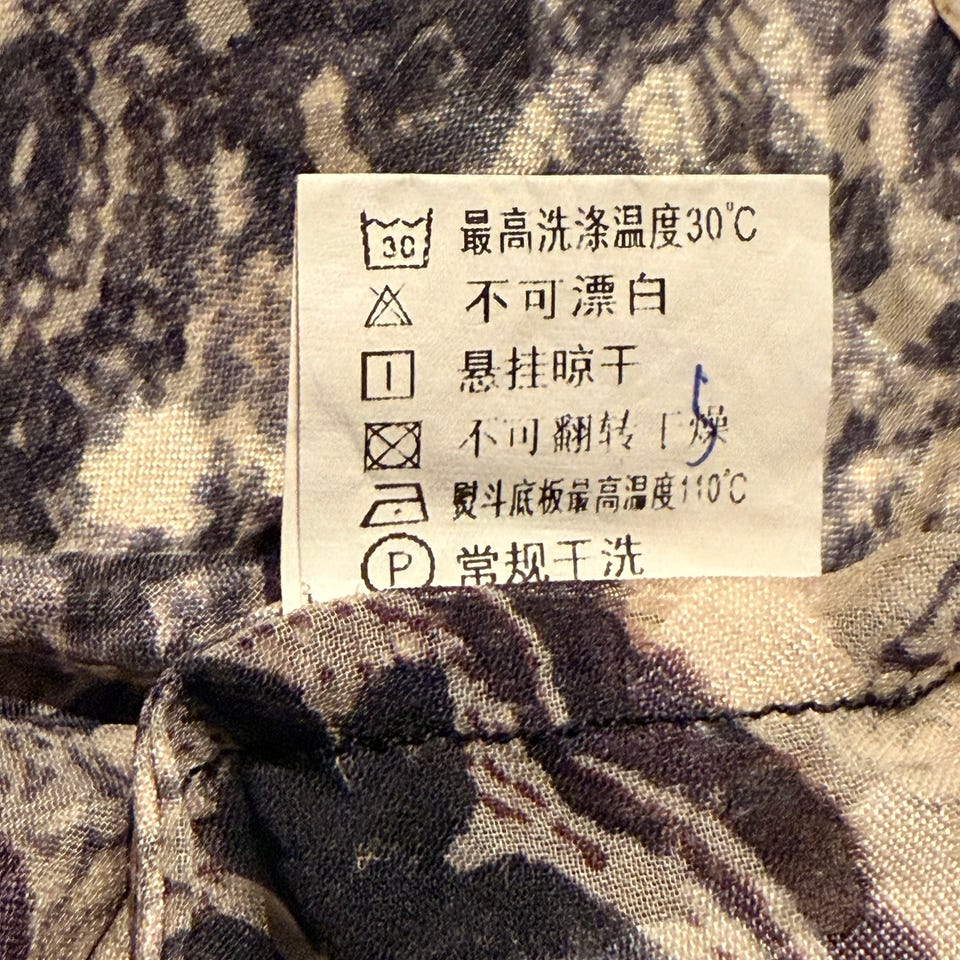 30 最高洗涤温度30℃
不可漂白
悬挂晾干
不可翻转干燥
熨斗底板最高温度110℃
P 常规干洗